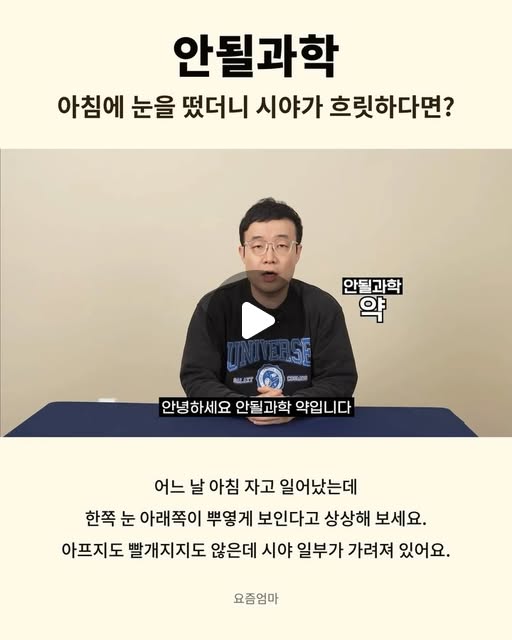 안될과학
아침에 눈을 떴더니 시야가 흐릿하다면?
안될과학
약
UNIVERSE
GALAXY
안녕하세요 안될과학 약입니다
어느 날 아침 자고 일어났는데
한쪽 눈 아래쪽이 뿌옇게 보인다고 상상해 보세요.
아프지도 빨개지지도 않은데 시야 일부가 가려져 있어요.
요즘엄마